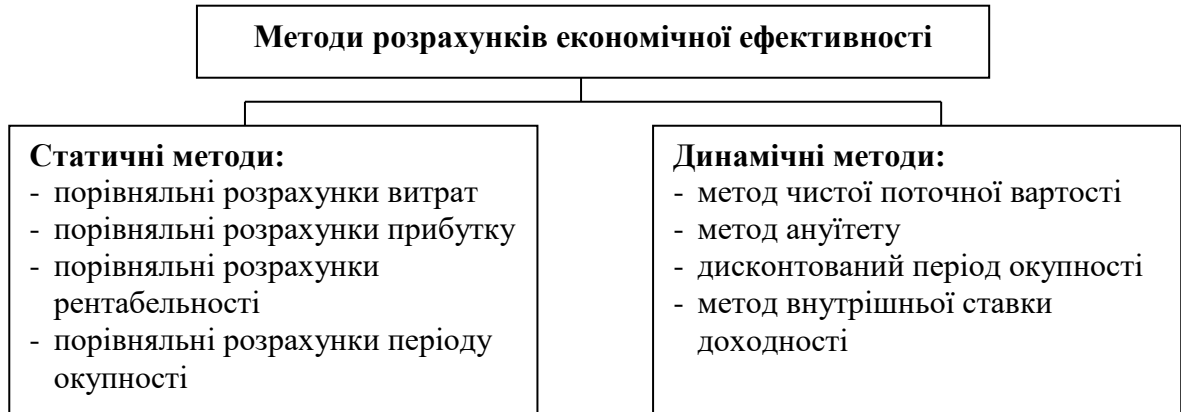 Методи розрахунків економічної ефективності
Статичні методи:
- порівняльні розрахунки витрат
- порівняльні розрахунки прибутку
- порівняльні розрахунки
рентабельності
- порівняльні розрахунки періоду
окупності
Динамічні методи:
- метод чистої поточної вартості
- метод ануїтету
- дисконтований період окупності
- метод внутрішньої ставки
доходності